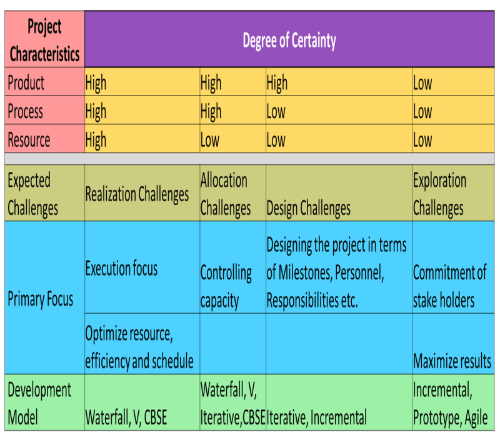 Project Characteristics Degree of Certainty
Product High High High Low
Process High High Low Low
Resource High Low Low Low
Expected Challenges Realization Challenges Allocation Challenges Design Challenges Exploration Challenges
Primary Focus
Execution focus
Controlling capacity
Designing the project in terms
of Milestones, Personnel,
Responsibilities etc.
Commitment of
stake holders
Optimize resource,
efficiency and schedule
Maximize results
Development Model
Waterfall, V, CBSE
Waterfall, V,
Iterative,CBSE
Iterative, Incremental
Incremental,
Prototype, Agile